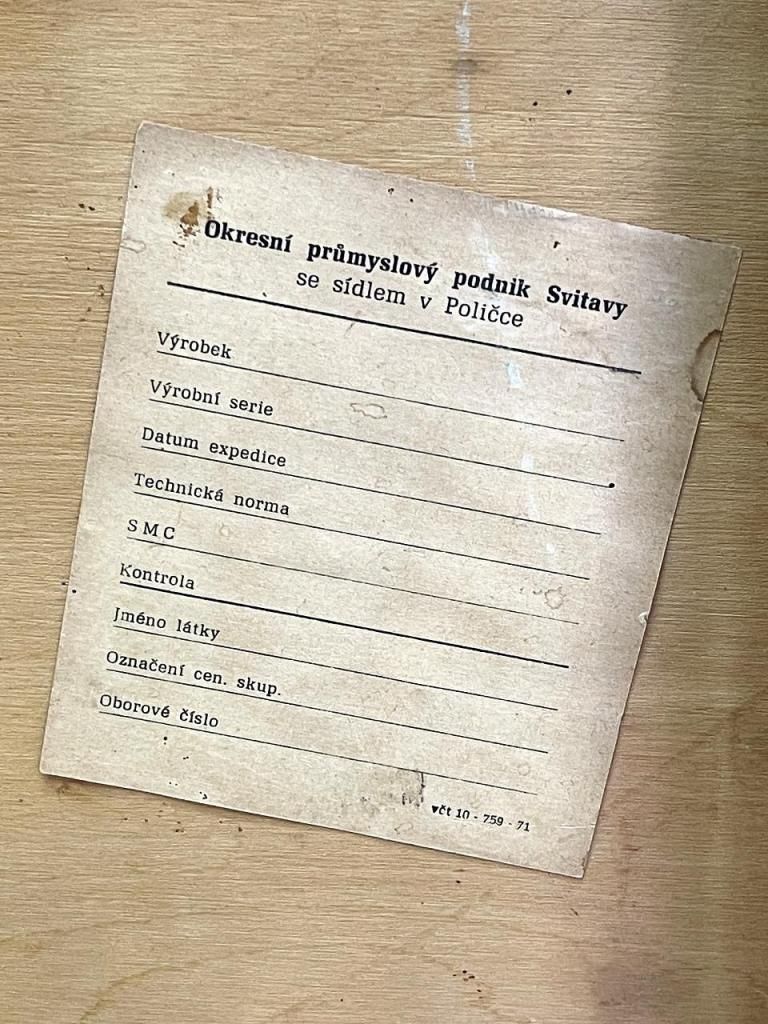 Okresní průmyslový podnik Svitavy
se sídlem v Poličce
Výrobek
Výrobní serie
Datum expedice
Technická norma
SMC
Kontrola
Jméno látky
Označení cen. skup.
Oborové číslo
včt 10 - 759 - 71